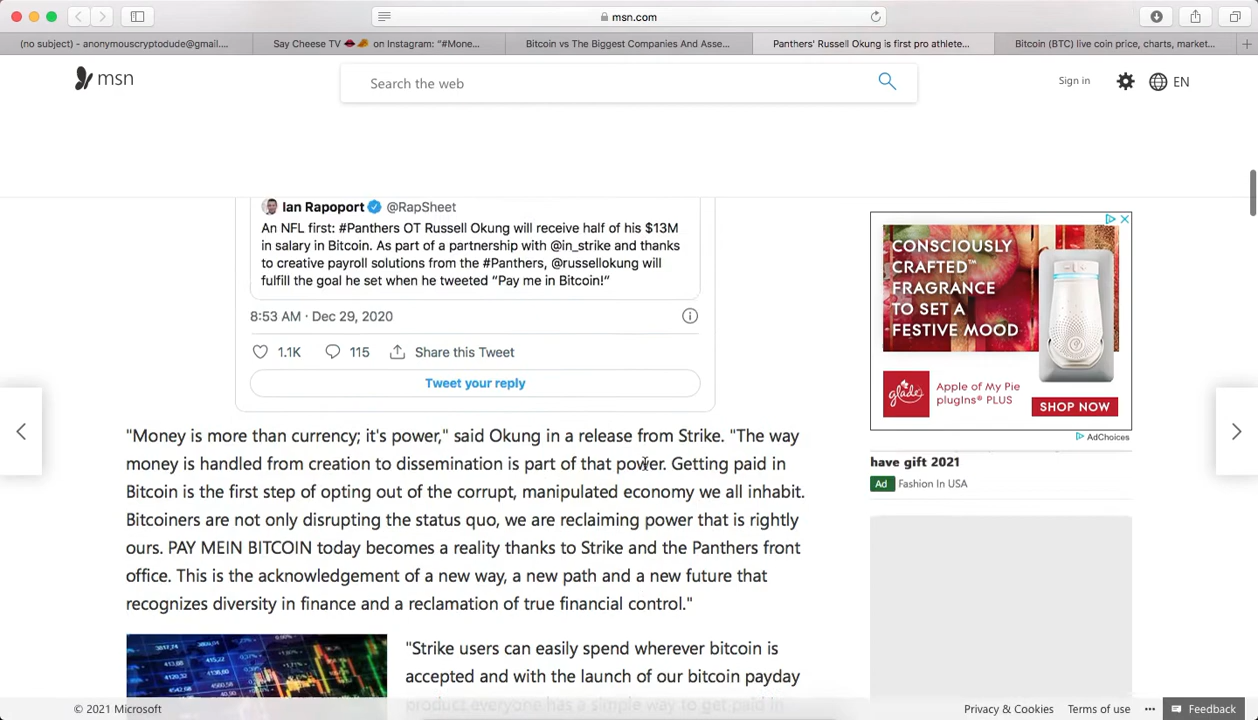 msn.com
(no subject) - anonymouscryptodude@gmail....
Say Cheese TV 👄🧀 on Instagram: “#Mone...
Bitcoin vs The Biggest Companies And Asse...
Panthers' Russell Okung is first pro athlete...
Bitcoin (BTC) live coin price, charts, market...
msn
Search the web
Sign in
EN
Ian Rapoport @RapSheet
An NFL first: #Panthers OT Russell Okung will receive half of his $13M
in salary in Bitcoin. As part of a partnership with @in_strike and thanks
to creative payroll solutions from the #Panthers, @russellokung will
fulfill the goal he set when he tweeted “Pay me in Bitcoin!”
8:53 AM · Dec 29, 2020
1.1K 115 Share this Tweet
Tweet your reply
"Money is more than currency; it's power," said Okung in a release from Strike. "The way
money is handled from creation to dissemination is part of that power. Getting paid in
Bitcoin is the first step of opting out of the corrupt, manipulated economy we all inhabit.
Bitcoiners are not only disrupting the status quo, we are reclaiming power that is rightly
ours. PAY MEIN BITCOIN today becomes a reality thanks to Strike and the Panthers front
office. This is the acknowledgement of a new way, a new path and a new future that
recognizes diversity in finance and a reclamation of true financial control."
"Strike users can easily spend wherever bitcoin is
accepted and with the launch of our bitcoin payday
product everyone has a simple way to get paid in
CONSCIOUSLY
CRAFTED™
FRAGRANCE
TO SET A
FESTIVE MOOD
glade
Apple of My Pie
plugIns® PLUS
SHOP NOW
AdChoices
have gift 2021
Ad Fashion In USA
© 2021 Microsoft
Privacy & Cookies
Terms of use
Feedback